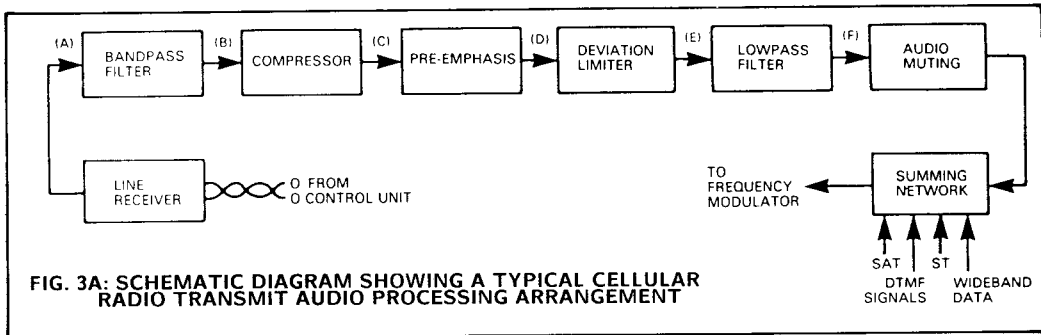 (A)
BANDPASS
FILTER
(B)
COMPRESSOR
(C)
PRE-EMPHASIS
(D)
DEVIATION
LIMITER
(E)
LOWPASS
FILTER
(F)
AUDIO
MUTING
LINE
RECEIVER
O FROM
O CONTROL UNIT
TO
FREQUENCY
MODULATOR
SUMMING
NETWORK
SAT
DTMF
SIGNALS
ST
WIDEBAND
DATA
FIG. 3A: SCHEMATIC DIAGRAM SHOWING A TYPICAL CELLULAR
RADIO TRANSMIT AUDIO PROCESSING ARRANGEMENT